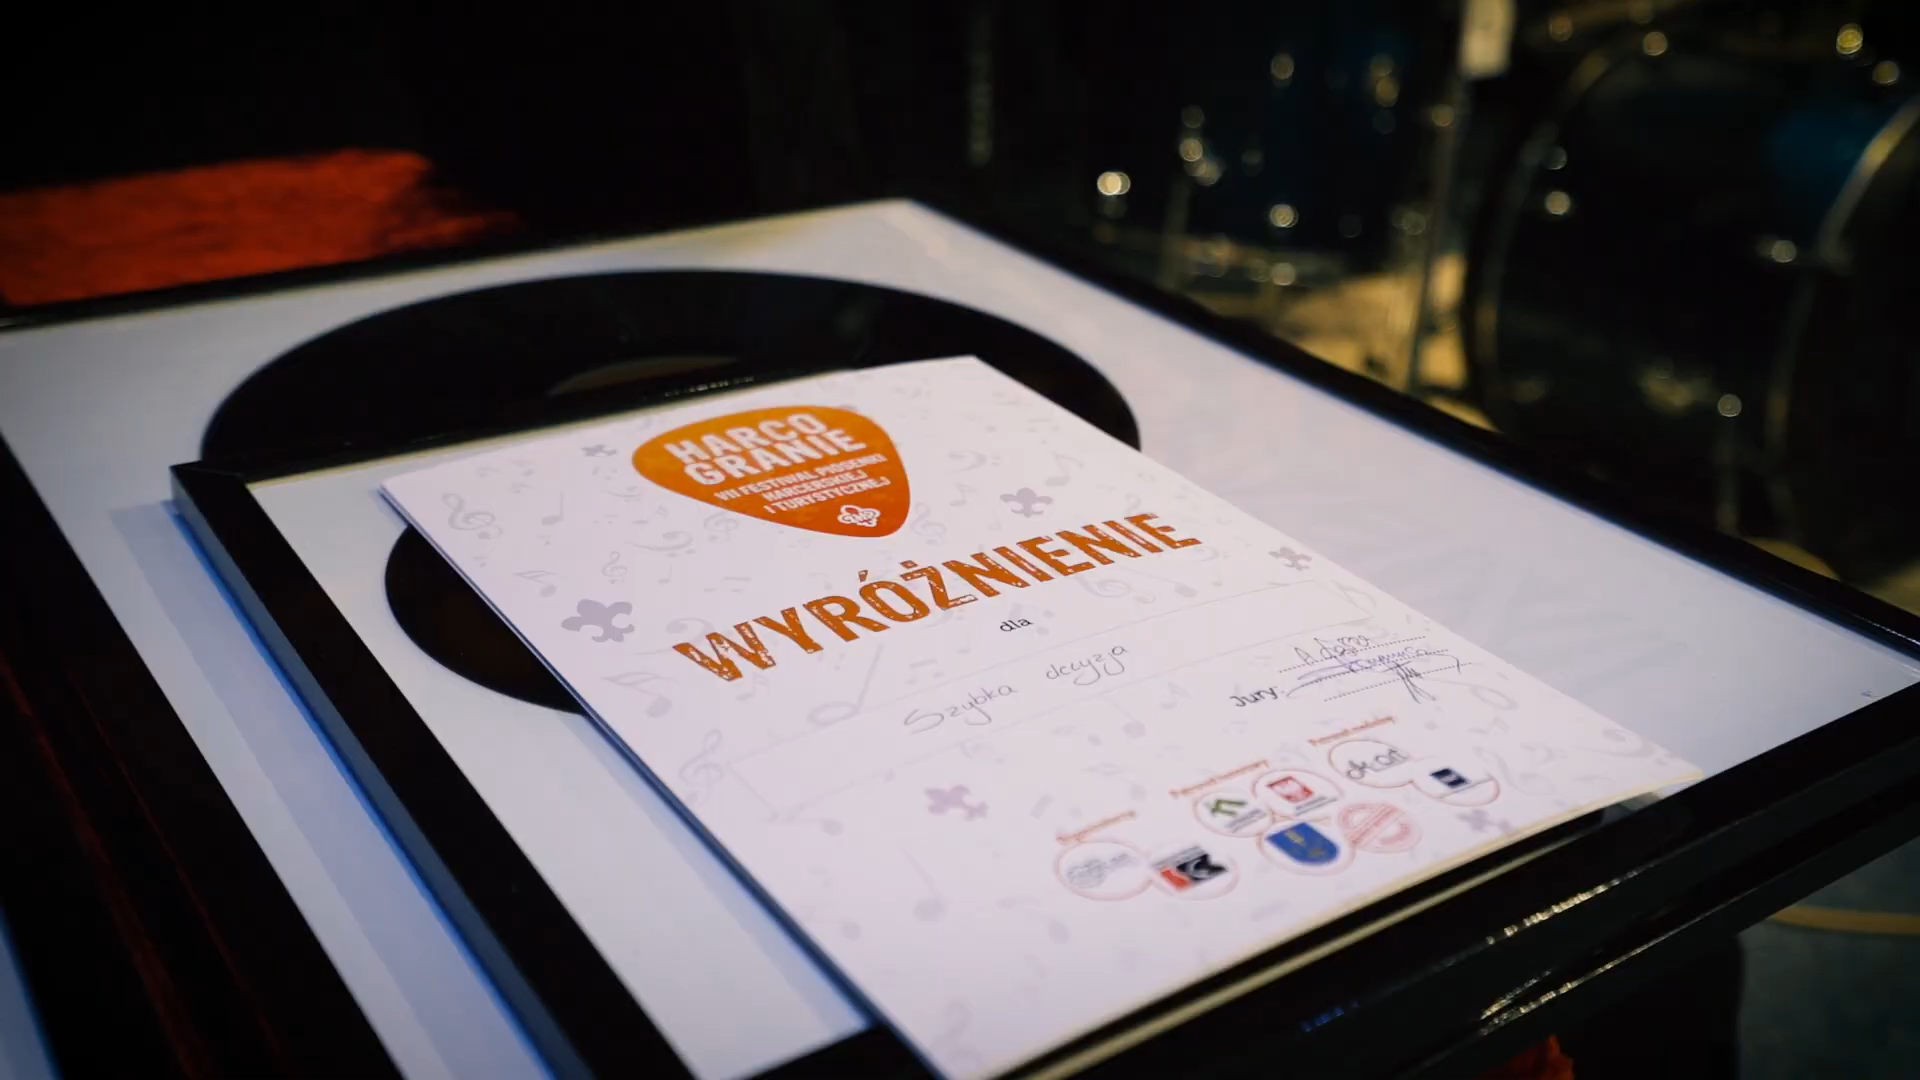 HARCO
GRANIE
VII FESTIWAL PIOSENKI
HARCERSKIEJ
I TURYSTYCZNEJ
WYRÓŻNIENIE
dla
Szybka decyzja
Jury: